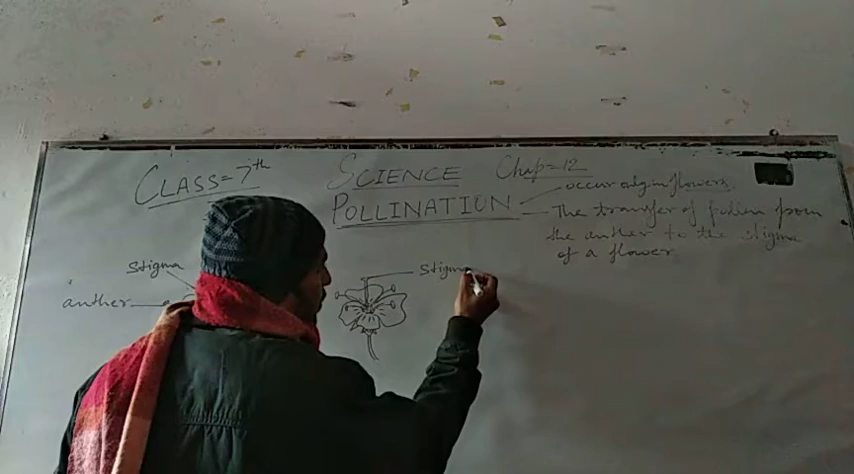 CLASS = 7th
SCIENCE Chap = 12
POLLINATION
occur only in flowers.
The transfer of pollen from
the anther to the stigma
of a flower
Stigma
anther
Stigm